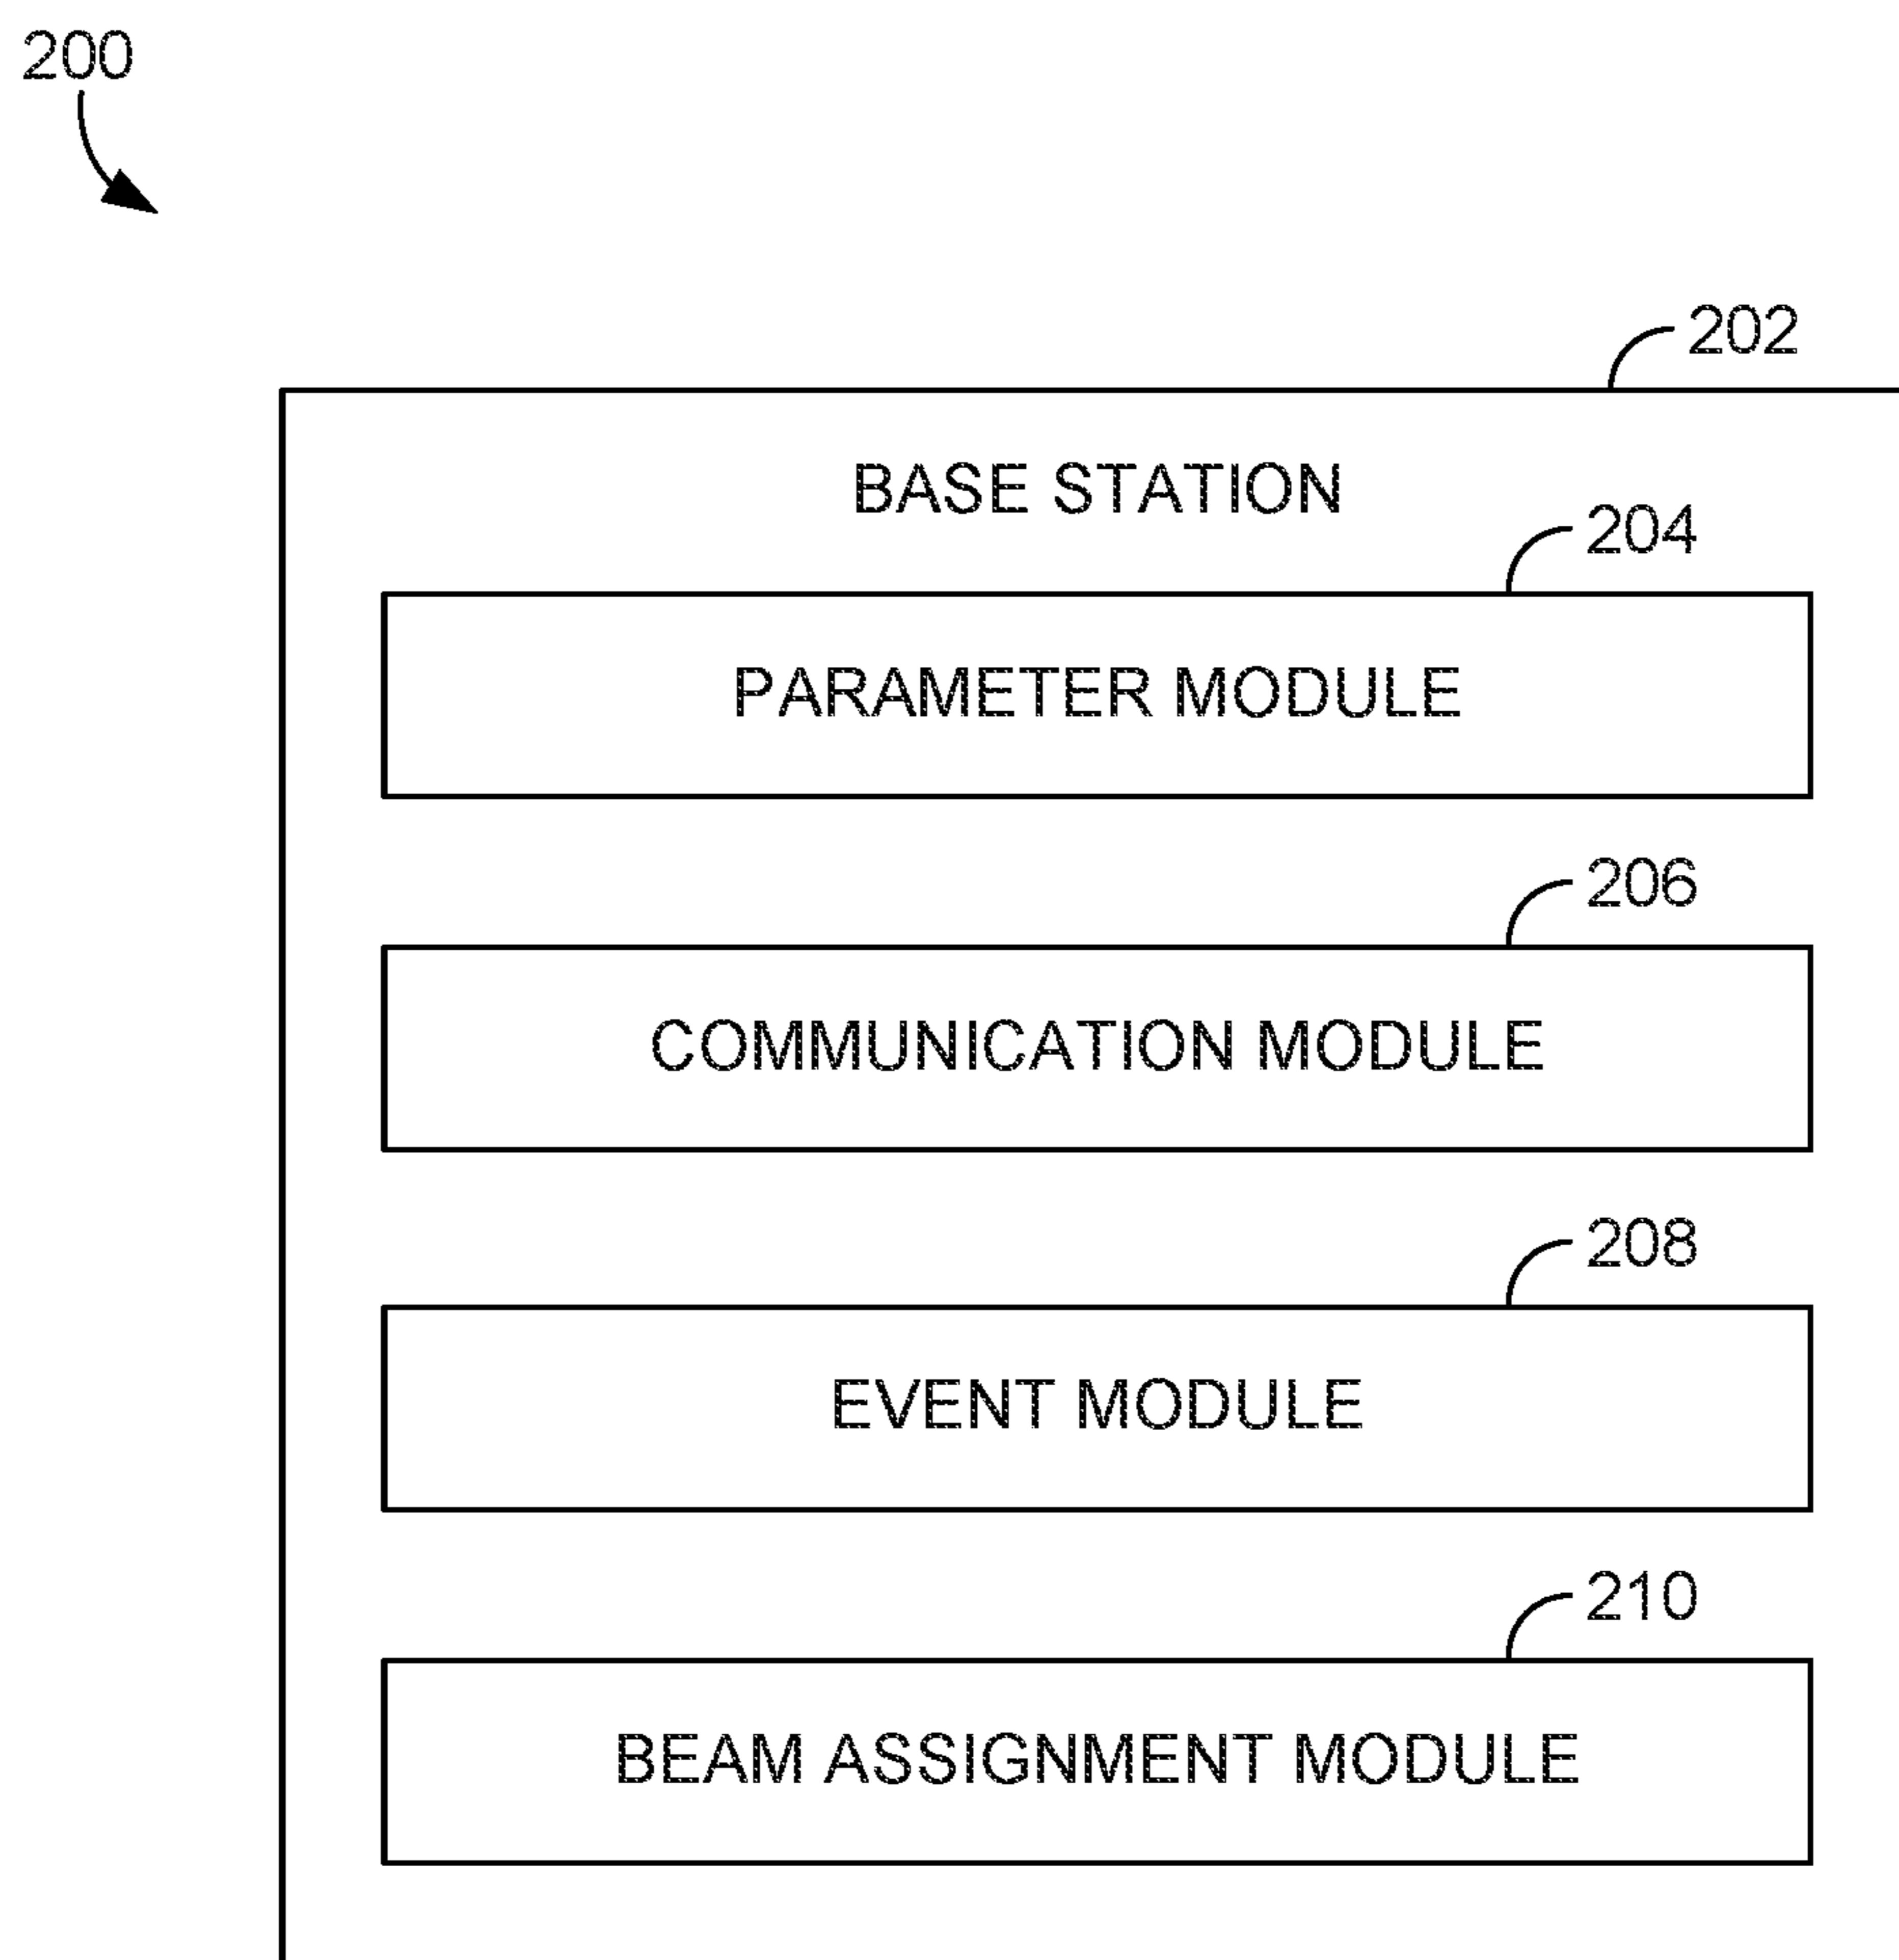 200
202
BASE STATION
204
PARAMETER MODULE
206
COMMUNICATION MODULE
208
EVENT MODULE
210
BEAM ASSIGNMENT MODULE